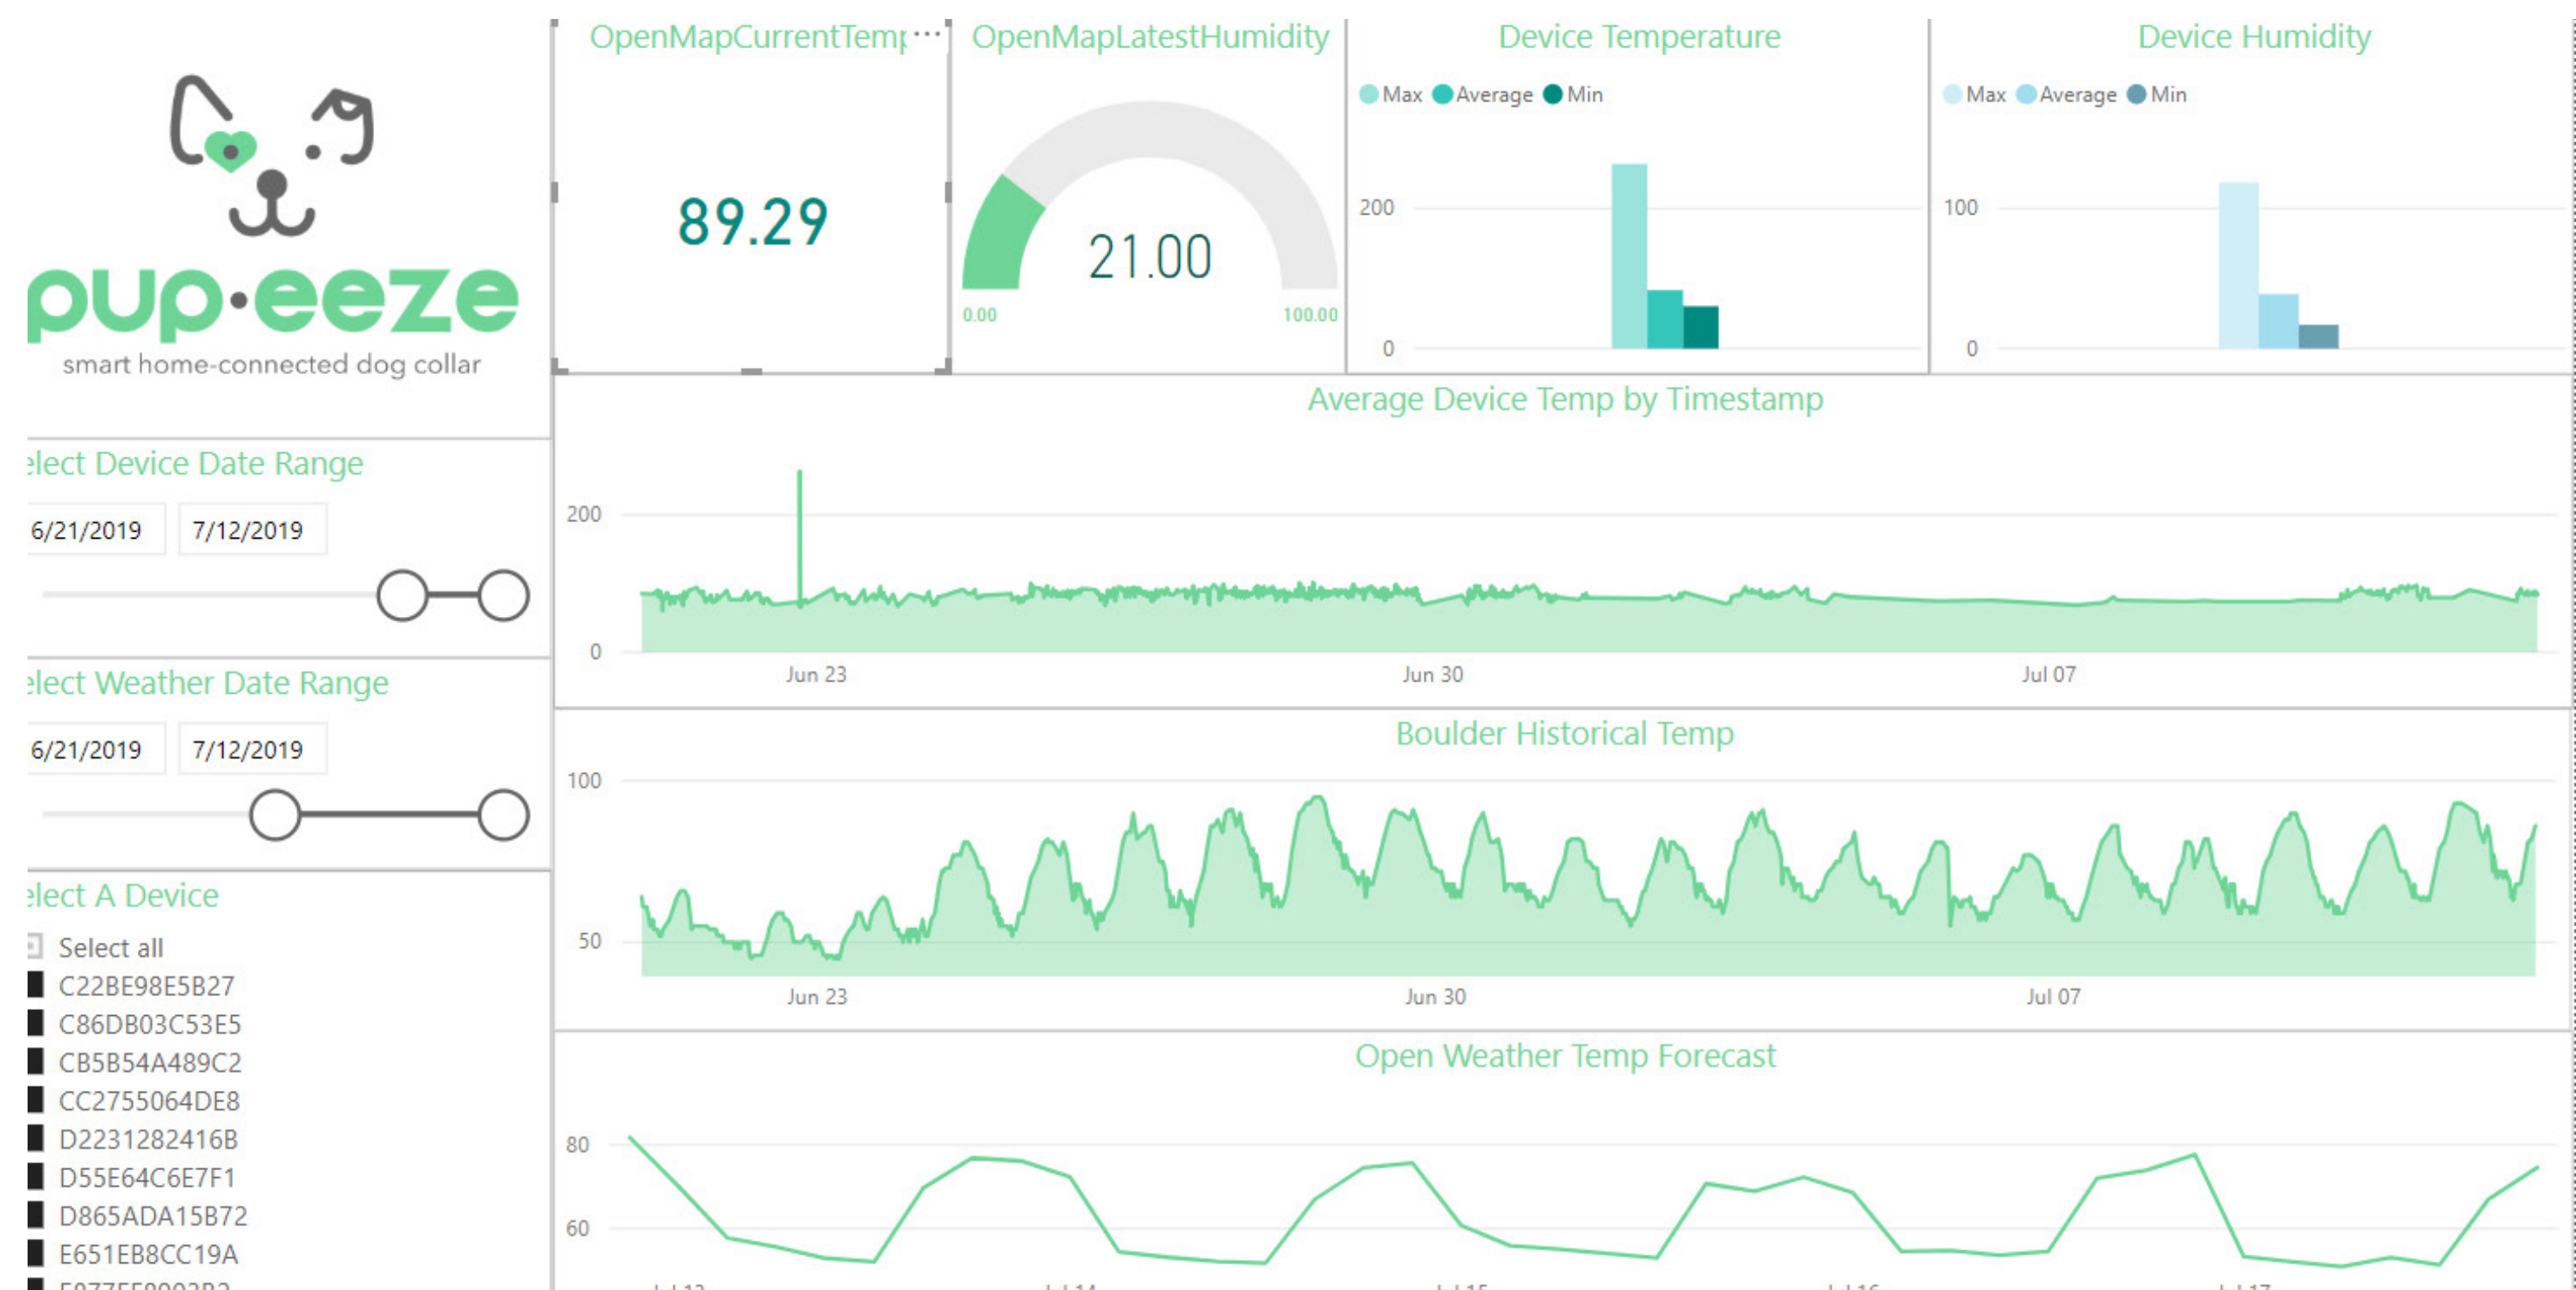 pup·eeze
smart home-connected dog collar
elect Device Date Range
6/21/2019 7/12/2019
elect Weather Date Range
6/21/2019 7/12/2019
elect A Device
Select all
C22BE98E5B27
C86DB03C53E5
CB5B54A489C2
CC2755064DE8
D2231282416B
D55E64C6E7F1
D865ADA15B72
E651EB8CC19A
OpenMapCurrentTemp ...
89.29
OpenMapLatestHumidity
21.00
0.00 100.00
Device Temperature
Max Average Min
200
0
Device Humidity
Max Average Min
100
0
Average Device Temp by Timestamp
200
0
Jun 23 Jun 30 Jul 07
Boulder Historical Temp
100
50
Jun 23 Jun 30 Jul 07
Open Weather Temp Forecast
80
60